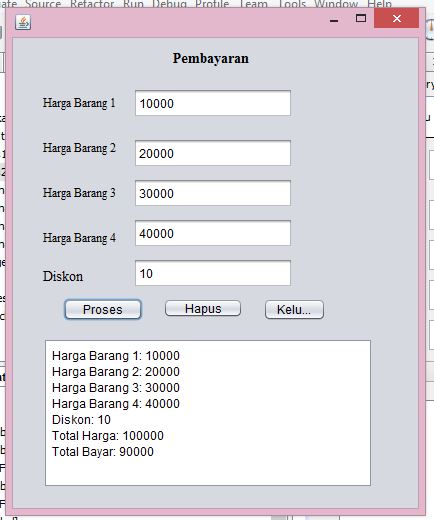 Source Refactor Run Debug Profile Team Tools Window Help
Pembayaran
Harga Barang 1 10000
Harga Barang 2 20000
Harga Barang 3 30000
Harga Barang 4 40000
Diskon 10
Proses Hapus Kelu...
Harga Barang 1: 10000
Harga Barang 2: 20000
Harga Barang 3: 30000
Harga Barang 4: 40000
Diskon: 10
Total Harga: 100000
Total Bayar: 90000